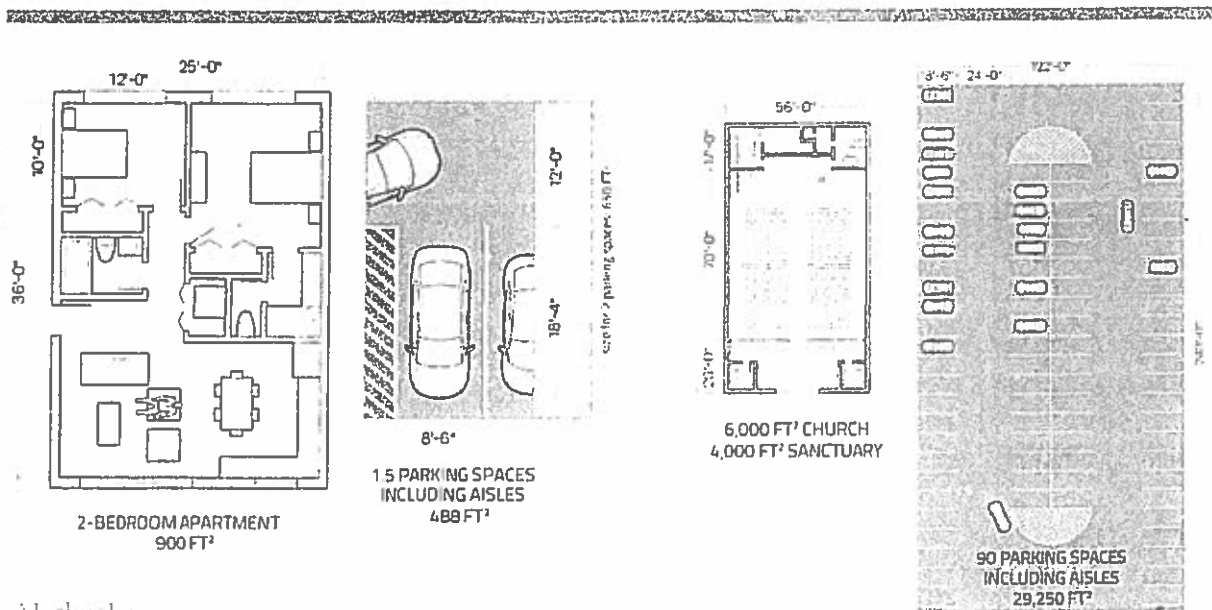 25'-0"
12'-0"
10'-0"
36'-0"
2-BEDROOM APARTMENT
900 FT²
12'-0"
18'-4"
8'-6"
1.5 PARKING SPACES
INCLUDING AISLES
488 FT²
56'-0"
70'-0"
6,000 FT² CHURCH
4,000 FT² SANCTUARY
8'-6" 24'-0"
90 PARKING SPACES
INCLUDING AISLES
29,250 FT²